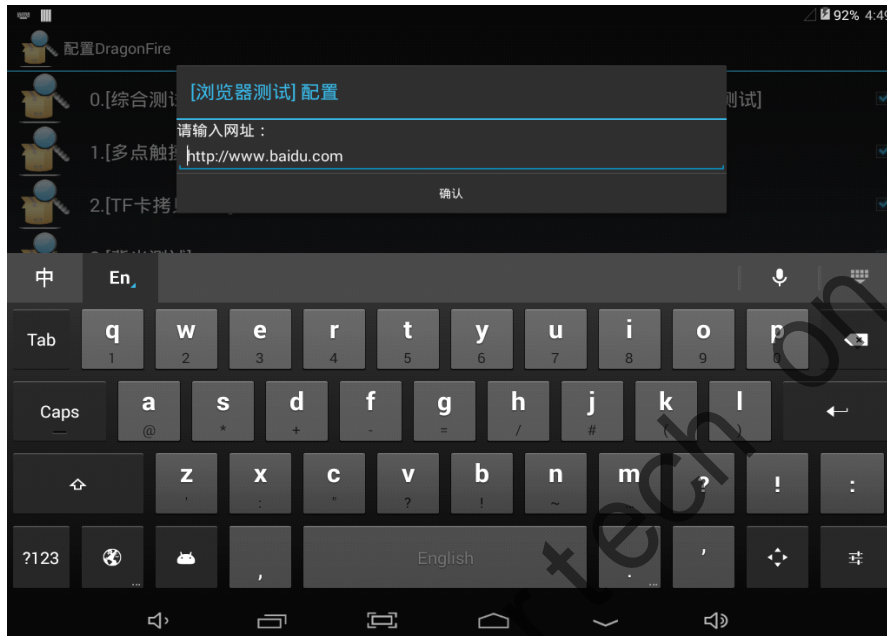 92% 4:49
配置DragonFire
0.[综合测试
测试]
[浏览器测试] 配置
请输入网址：
http://www.baidu.com
确认
1.[多点触摸
2.[TF卡拷
中 En
Tab q w e r t y u i o p
1 2 3 4 5 6 7 8 9 0
Caps a s d f g h j k l
@ * + - = / # ( )
z x c v b n m ? ! :
' : " ? ! ~
?123 , English . '
r tech on